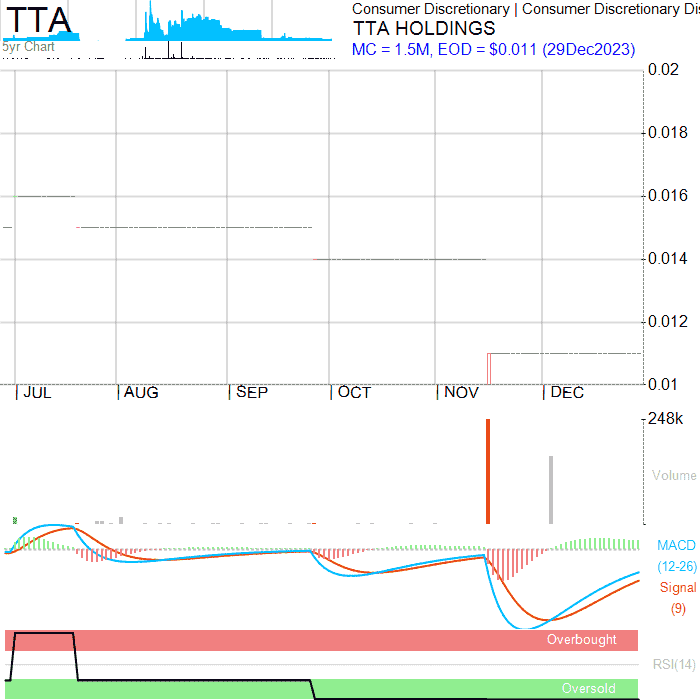 TTA
5yr Chart
Consumer Discretionary | Consumer Discretionary Dis
TTA HOLDINGS
MC = 1.5M, EOD = $0.011 (29Dec2023)
0.02
0.018
0.016
0.014
0.012
0.01
JUL AUG SEP OCT NOV DEC
248k
Volume
MACD
(12-26)
Signal
(9)
Overbought
RSI(14)
Oversold